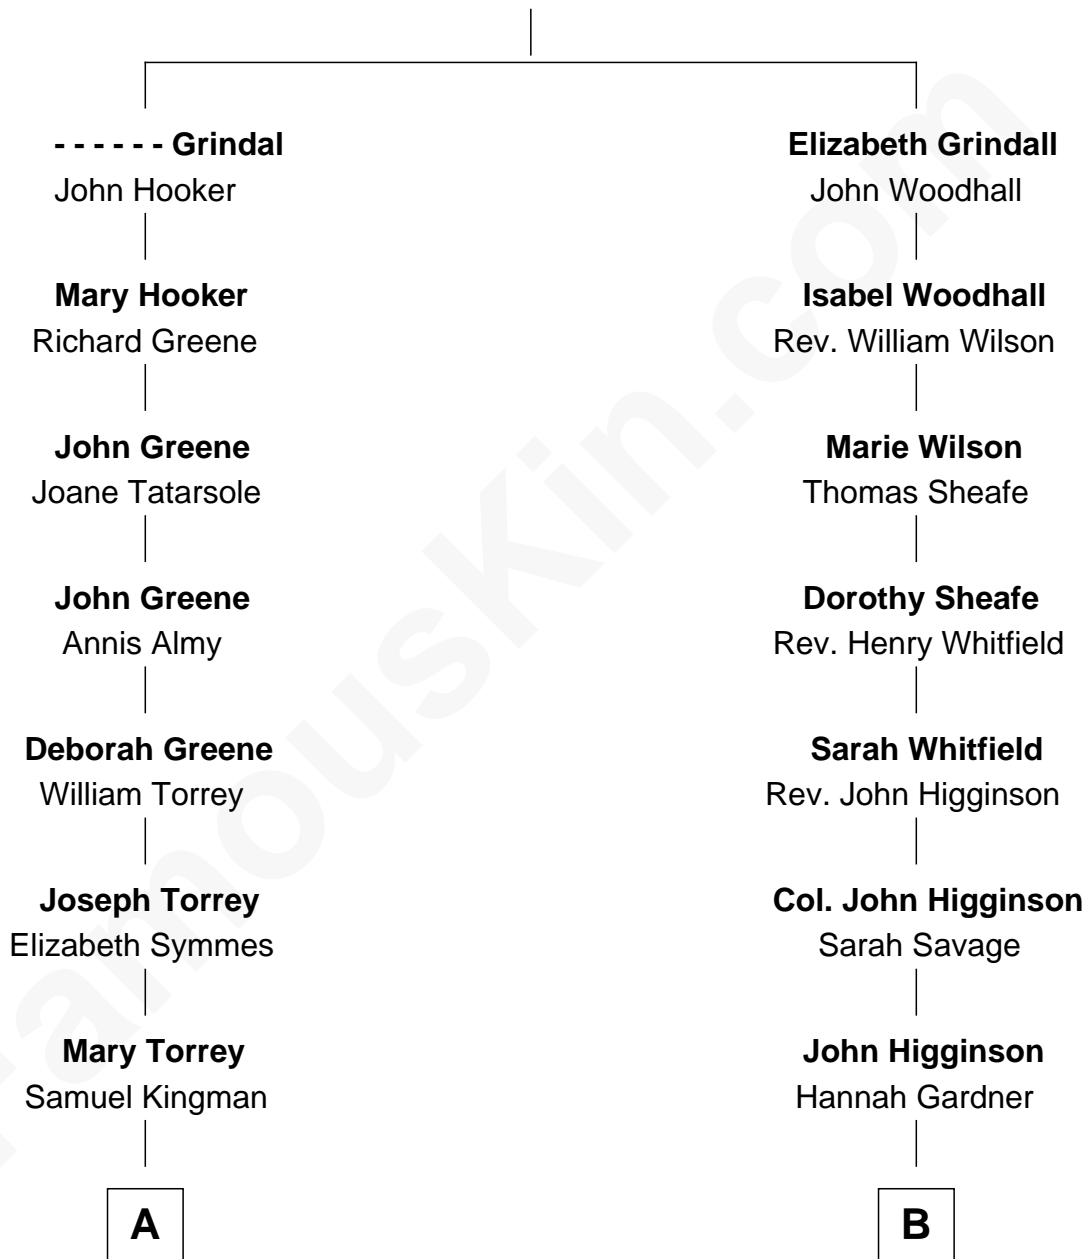 - - - - - - Grindal
John Hooker
Mary Hooker
Richard Greene
John Greene
Joane Tatarsole
John Greene
Annis Almy
Deborah Greene
William Torrey
Joseph Torrey
Elizabeth Symmes
Mary Torrey
Samuel Kingman
A
Elizabeth Grindall
John Woodhall
Isabel Woodhall
Rev. William Wilson
Marie Wilson
Thomas Sheafe
Dorothy Sheafe
Rev. Henry Whitfield
Sarah Whitfield
Rev. John Higginson
Col. John Higginson
Sarah Savage
John Higginson
Hannah Gardner
B
FamousKin.com